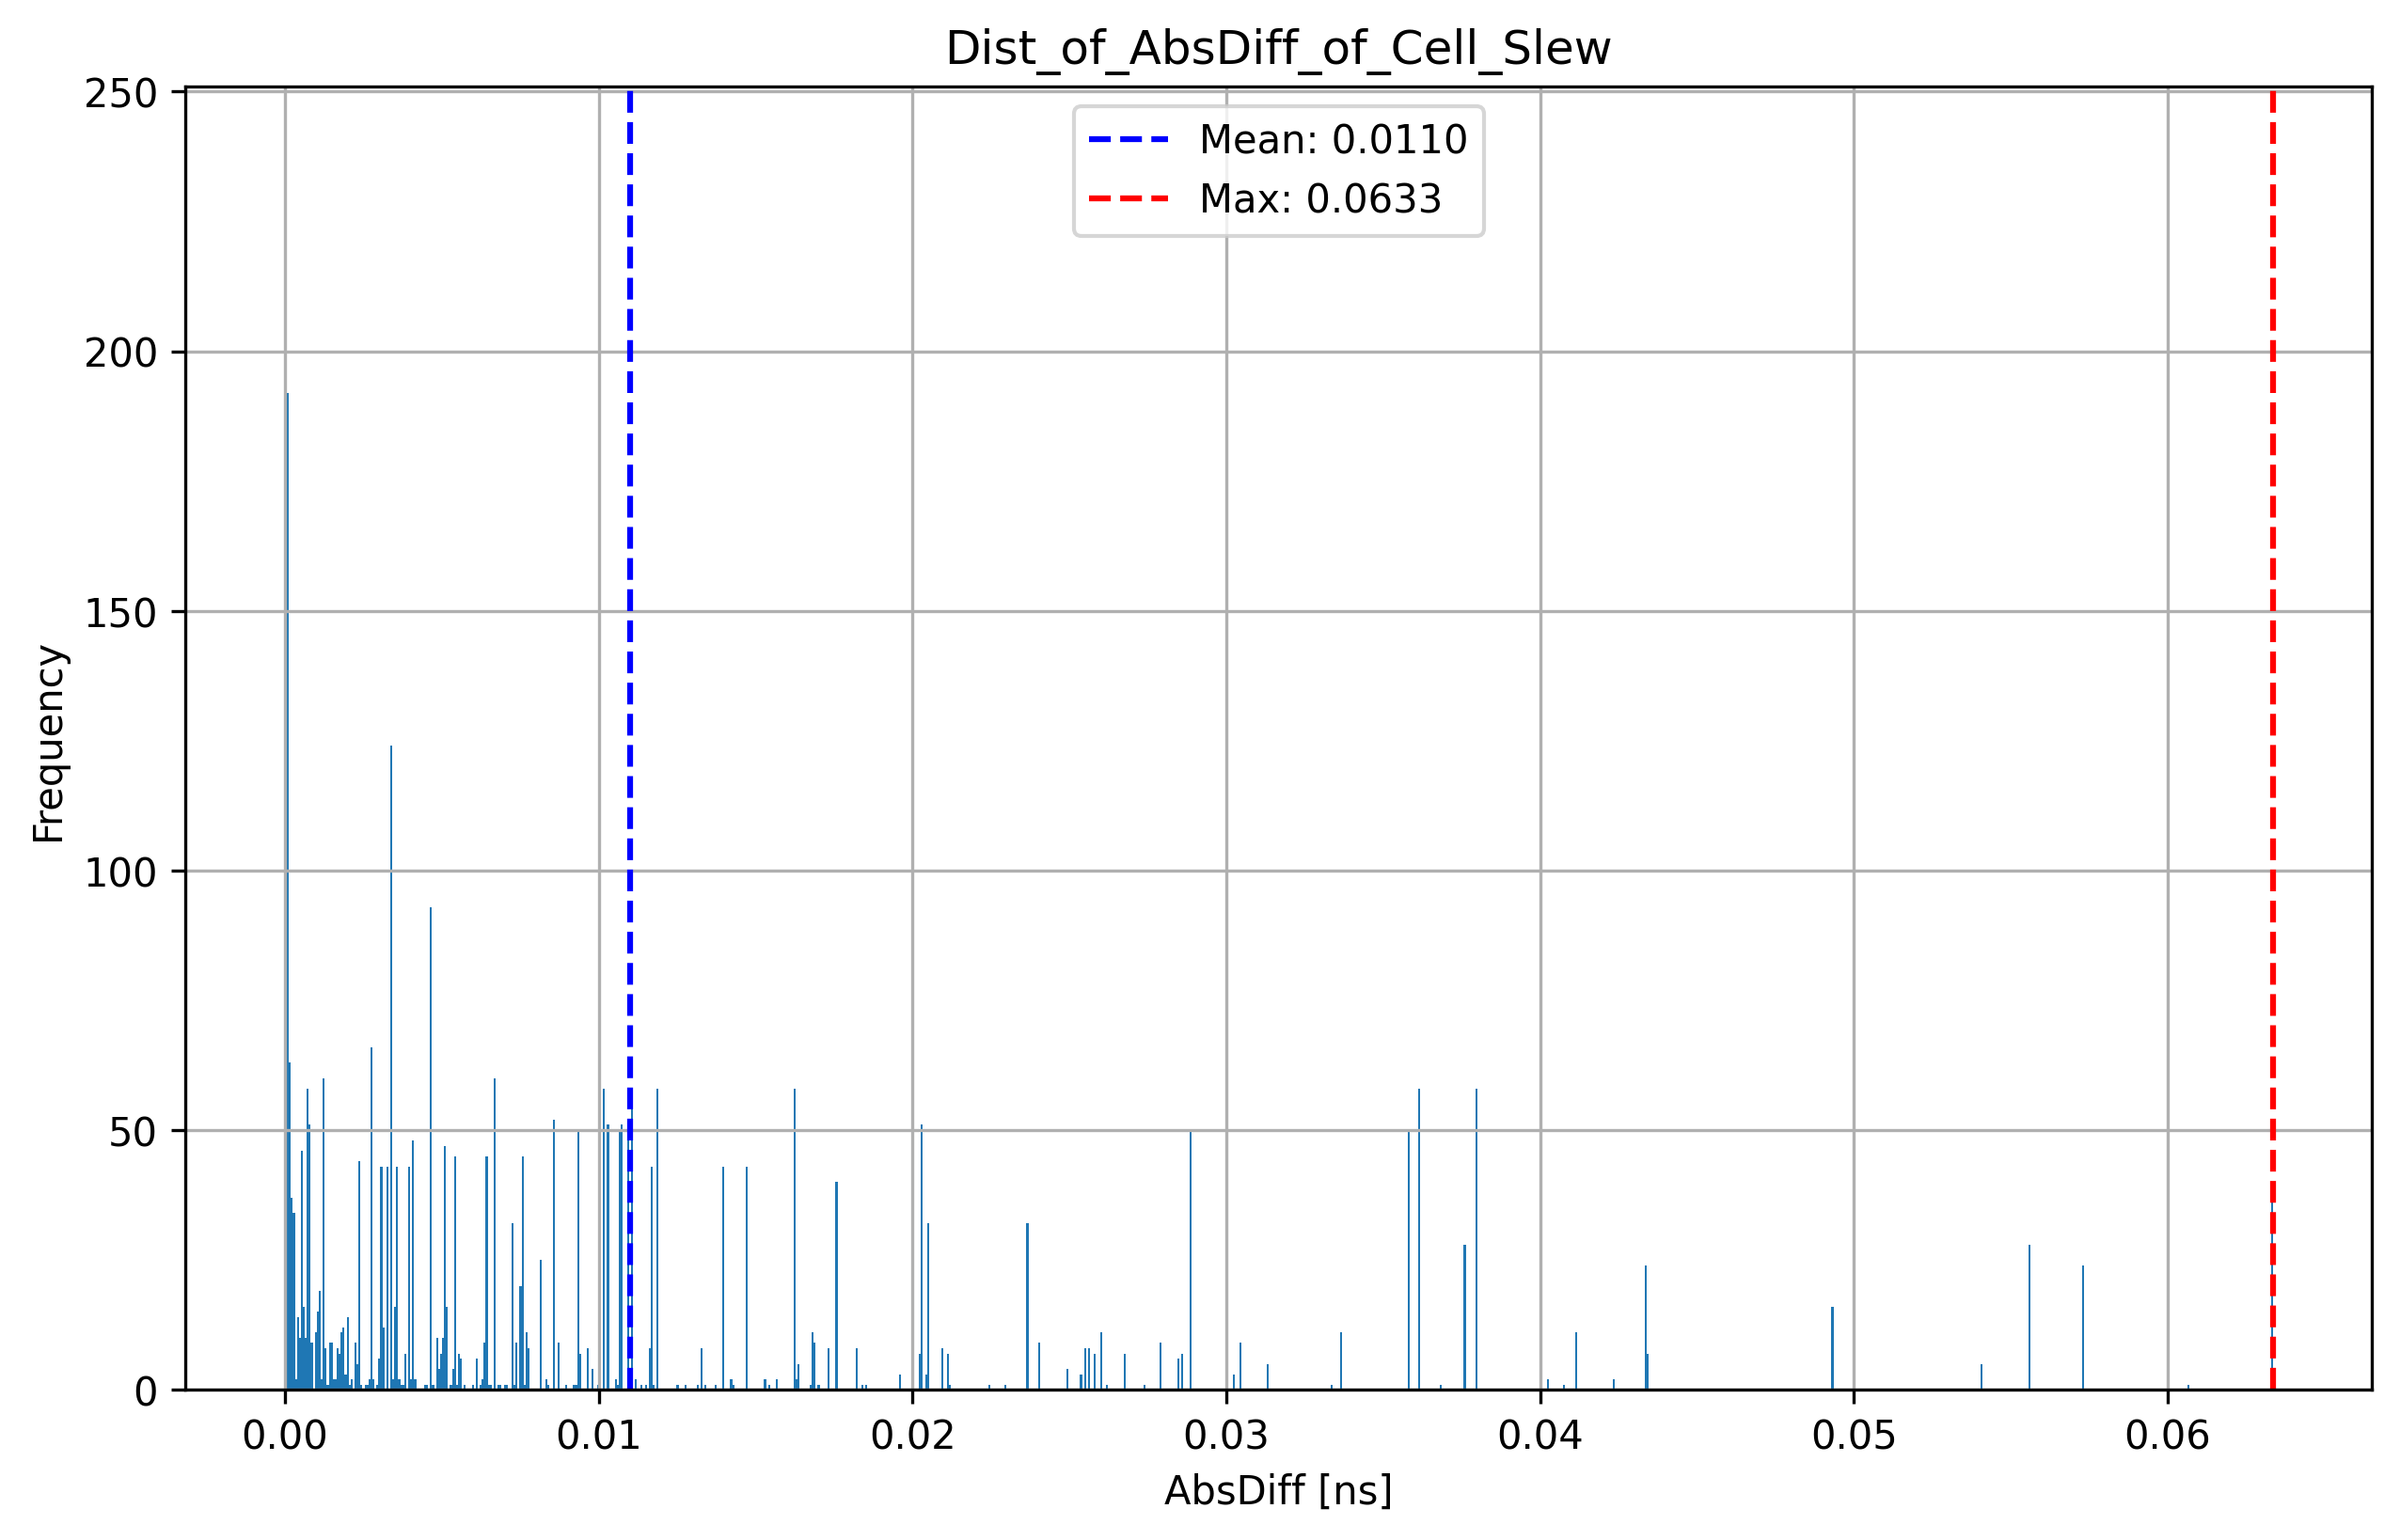 Dist_of_AbsDiff_of_Cell_Slew
Mean: 0.0110
Max: 0.0633
250
200
150
100
50
0
Frequency
0.00 0.01 0.02 0.03 0.04 0.05 0.06
AbsDiff [ns]